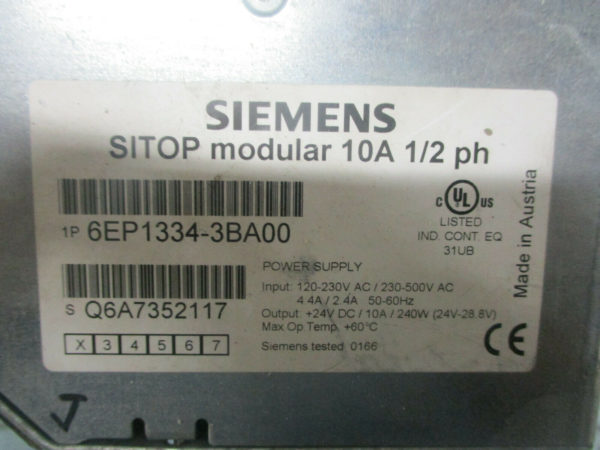 SIEMENS
SITOP modular 10A 1/2 ph
1P 6EP1334-3BA00
S Q6A7352117
X 3 4 5 6 7
POWER SUPPLY
Input: 120-230V AC / 230-500V AC
4.4A / 2.4A 50-60Hz
Output: +24V DC / 10A / 240W (24V-28.8V)
Max Op.Temp. +60°C
Siemens tested 0166
C UL US
LISTED
IND. CONT. EQ
31UB
Made in Austria
CE
J